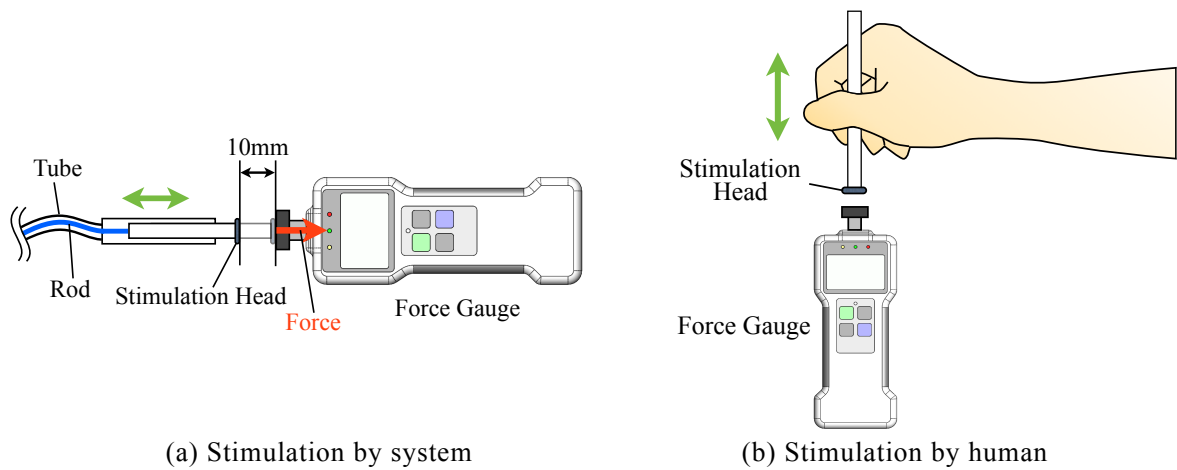 10mm
Tube
Rod
Stimulation Head
Force
Force Gauge
(a) Stimulation by system
Stimulation
Head
Force Gauge
(b) Stimulation by human